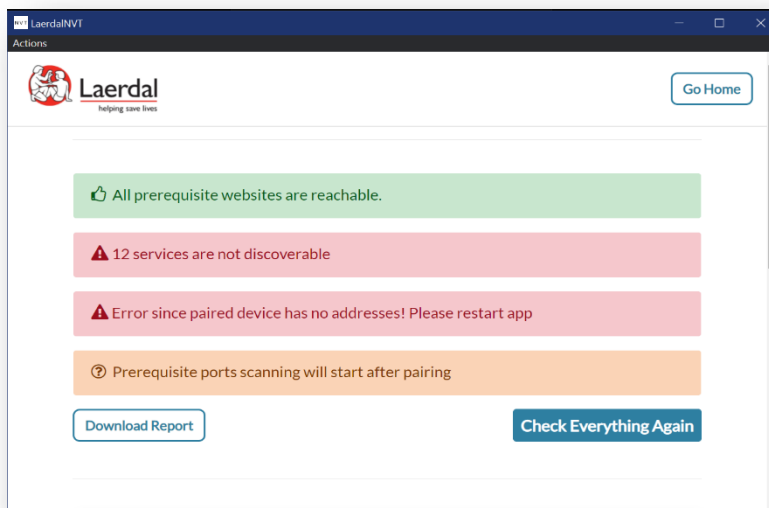 NVT LaerdalNVT
Actions
Laerdal
helping save lives
Go Home
All prerequisite websites are reachable.
12 services are not discoverable
Error since paired device has no addresses! Please restart app
Prerequisite ports scanning will start after pairing
Download Report
Check Everything Again